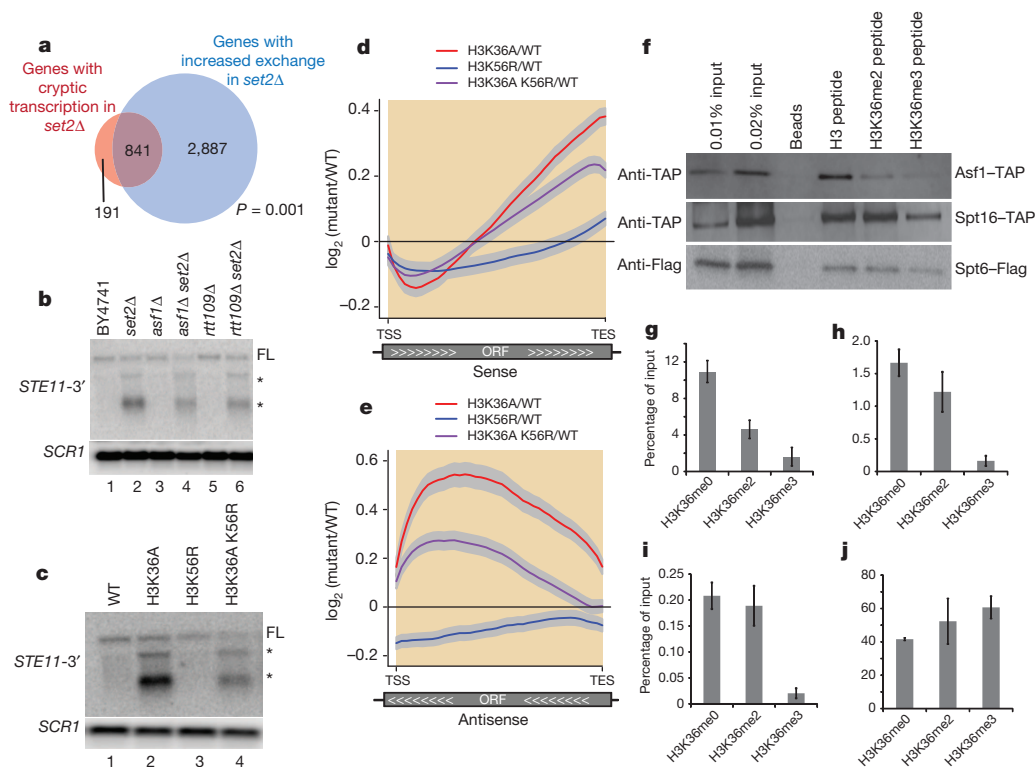 a
Genes with
cryptic
transcription in
set2Δ
Genes with
increased exchange
in set2Δ
841
2,887
191
P = 0.001
b
BY4741
set2Δ
asf1Δ
asf1Δ set2Δ
rtt109Δ
rtt109Δ set2Δ
FL
*
*
STE11-3′
SCR1
1 2 3 4 5 6
c
WT
H3K36A
H3K56R
H3K36A K56R
FL
*
*
STE11-3′
SCR1
1 2 3 4
d
H3K36A/WT
H3K56R/WT
H3K36A K56R/WT
log2 (mutant/WT)
0.4
0.2
0
−0.2
TSS
TES
>>>>>>>> ORF >>>>>>>>
Sense
e
H3K36A/WT
H3K56R/WT
H3K36A K56R/WT
log2 (mutant/WT)
0.6
0.4
0.2
0
−0.2
TSS
TES
<<<<<<<< ORF <<<<<<<<
Antisense
f
0.01% input
0.02% input
Beads
H3 peptide
H3K36me2 peptide
H3K36me3 peptide
Anti-TAP
Asf1–TAP
Anti-TAP
Spt16–TAP
Anti-Flag
Spt6–Flag
g
Percentage of input
12
8
4
0
H3K36me0
H3K36me2
H3K36me3
h
2.0
1.5
1.0
0.5
0
H3K36me0
H3K36me2
H3K36me3
i
Percentage of input
0.25
0.20
0.15
0.10
0.05
0
H3K36me0
H3K36me2
H3K36me3
j
80
60
40
20
0
H3K36me0
H3K36me2
H3K36me3